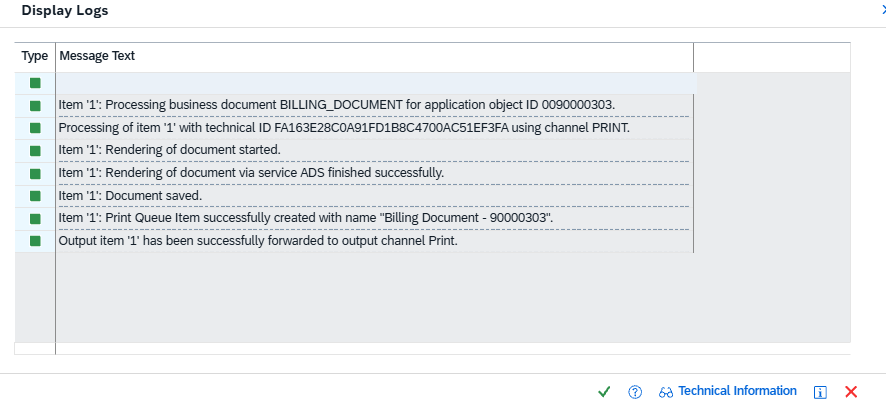 Display Logs
Type Message Text
Item '1': Processing business document BILLING_DOCUMENT for application object ID 0090000303.
Processing of item '1' with technical ID FA163E28C0A91FD1B8C4700AC51EF3FA using channel PRINT.
Item '1': Rendering of document started.
Item '1': Rendering of document via service ADS finished successfully.
Item '1': Document saved.
Item '1': Print Queue Item successfully created with name "Billing Document - 90000303".
Output item '1' has been successfully forwarded to output channel Print.
Technical Information